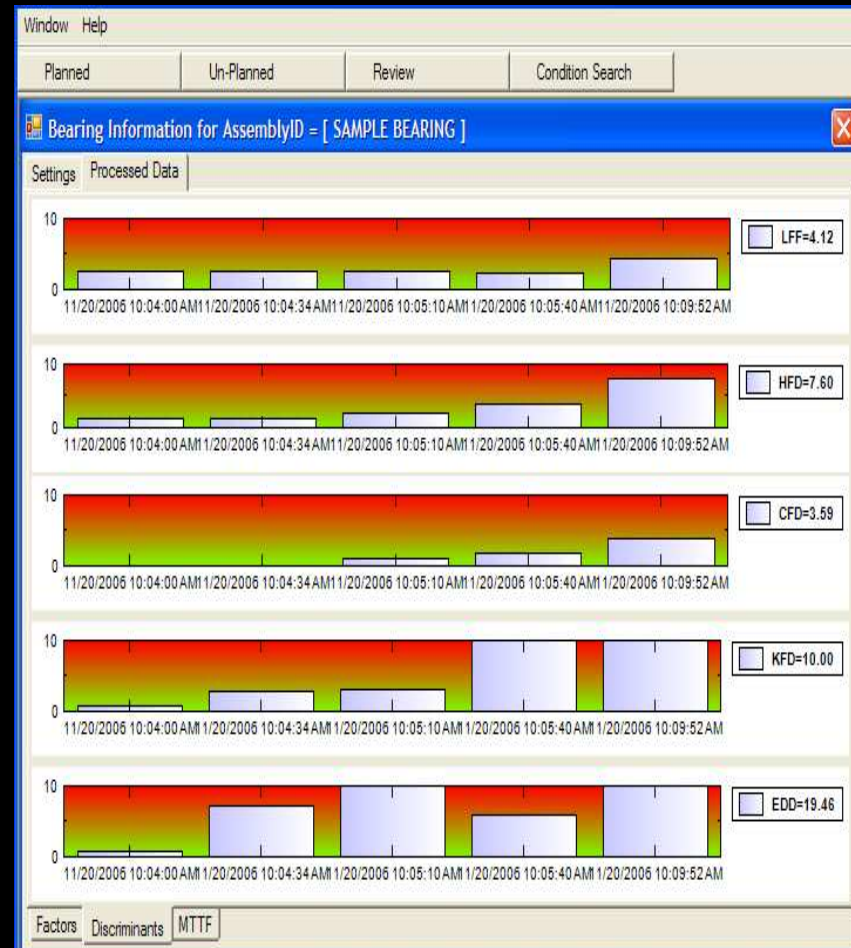 Window Help
Planned Un-Planned Review Condition Search
Bearing Information for AssemblyID = [ SAMPLE BEARING ]
Settings Processed Data
10
LFF=4.12
0
11/20/2006 10:04:00 AM11/20/2006 10:04:34 AM11/20/2006 10:05:10 AM11/20/2006 10:05:40 AM11/20/2006 10:09:52 AM
10
HFD=7.60
0
11/20/2006 10:04:00 AM11/20/2006 10:04:34 AM11/20/2006 10:05:10 AM11/20/2006 10:05:40 AM11/20/2006 10:09:52 AM
10
CFD=3.59
0
11/20/2006 10:04:00 AM11/20/2006 10:04:34 AM11/20/2006 10:05:10 AM11/20/2006 10:05:40 AM11/20/2006 10:09:52 AM
10
KFD=10.00
0
11/20/2006 10:04:00 AM11/20/2006 10:04:34 AM11/20/2006 10:05:10 AM11/20/2006 10:05:40 AM11/20/2006 10:09:52 AM
10
EDD=19.46
0
11/20/2006 10:04:00 AM11/20/2006 10:04:34 AM11/20/2006 10:05:10 AM11/20/2006 10:05:40 AM11/20/2006 10:09:52 AM
Factors Discriminants MTTF